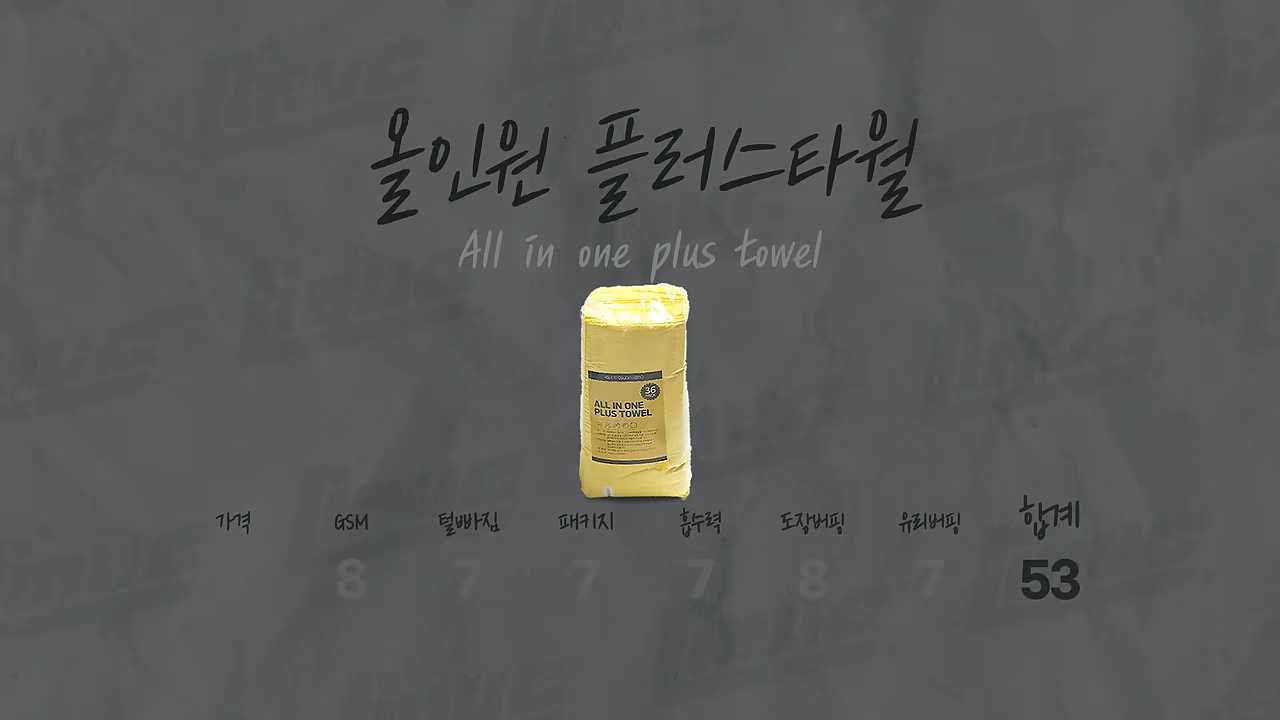 올인원 플러스타월
All in one plus towel
36
ALL IN ONE
PLUS TOWEL
가격 GSM 털빠짐 패키지 흡수력 도장버핑 유리버핑 합계
8 7 7 7 8 7 53